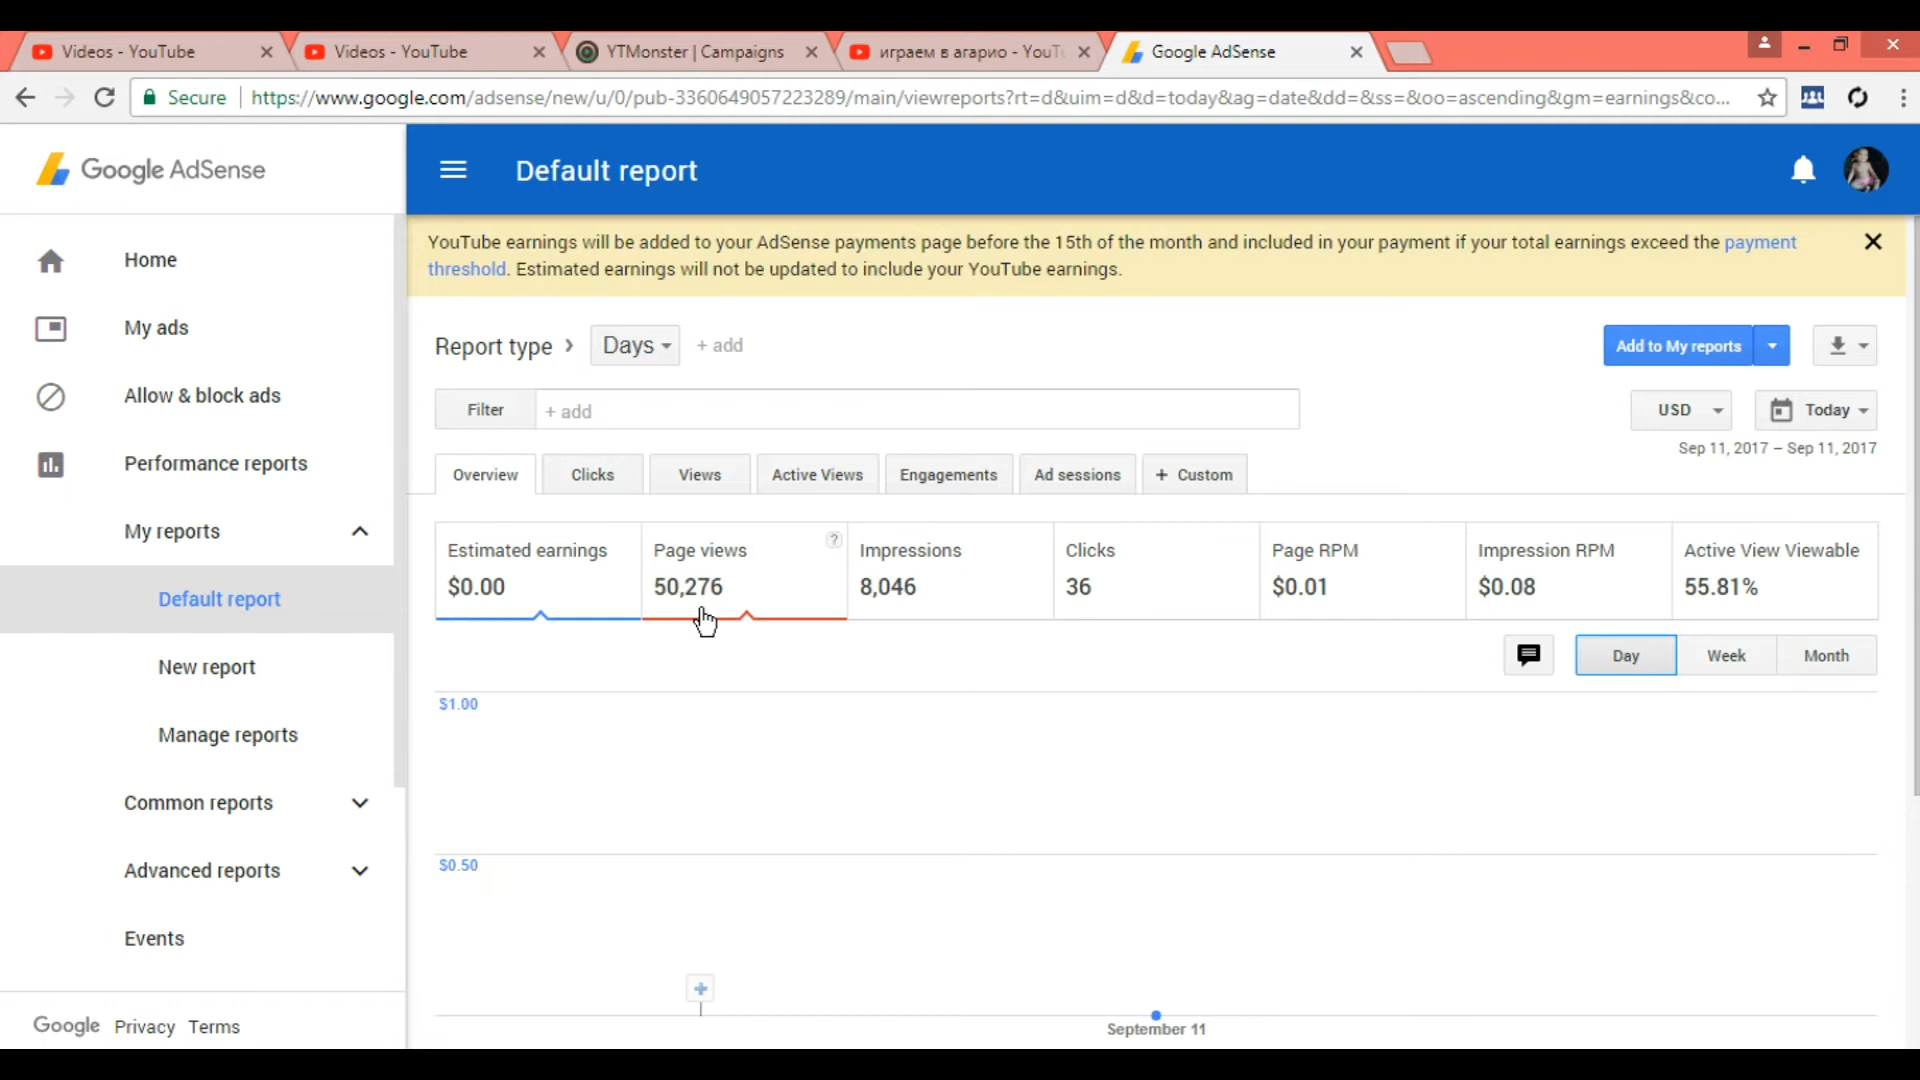 Videos - YouTube
Videos - YouTube
YTMonster | Campaigns
играем в агарио - YouT
Google AdSense
Secure
https://www.google.com/adsense/new/u/0/pub-3360649057223289/main/viewreports?rt=d&uim=d&d=today&ag=date&dd=&ss=&oo=ascending&gm=earnings&co...
Google AdSense
Default report
YouTube earnings will be added to your AdSense payments page before the 15th of the month and included in your payment if your total earnings exceed the payment
threshold. Estimated earnings will not be updated to include your YouTube earnings.
Home
My ads
Allow & block ads
Performance reports
My reports
Default report
New report
Manage reports
Common reports
Advanced reports
Events
Google Privacy Terms
Report type › Days + add
Add to My reports
Filter + add
USD
Today
Sep 11, 2017 – Sep 11, 2017
Overview Clicks Views Active Views Engagements Ad sessions + Custom
Estimated earnings
$0.00
Page views ?
50,276
Impressions
8,046
Clicks
36
Page RPM
$0.01
Impression RPM
$0.08
Active View Viewable
55.81%
Day Week Month
$1.00
$0.50
+
September 11